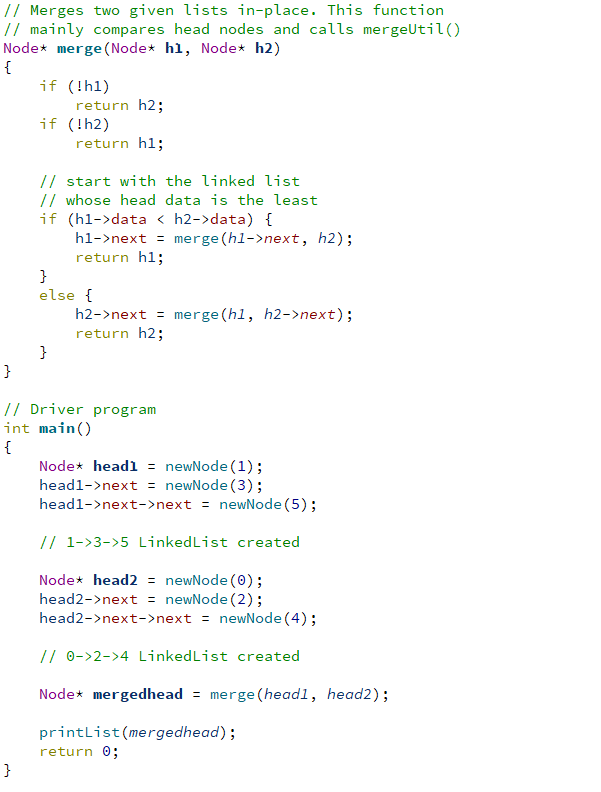 // Merges two given lists in-place. This function
// mainly compares head nodes and calls mergeUtil()
Node* merge(Node* h1, Node* h2)
{
    if (!h1)
        return h2;
    if (!h2)
        return h1;

    // start with the linked list
    // whose head data is the least
    if (h1->data < h2->data) {
        h1->next = merge(h1->next, h2);
        return h1;
    }
    else {
        h2->next = merge(h1, h2->next);
        return h2;
    }
}

// Driver program
int main()
{
    Node* head1 = newNode(1);
    head1->next = newNode(3);
    head1->next->next = newNode(5);

    // 1->3->5 LinkedList created

    Node* head2 = newNode(0);
    head2->next = newNode(2);
    head2->next->next = newNode(4);

    // 0->2->4 LinkedList created

    Node* mergedhead = merge(head1, head2);

    printList(mergedhead);
    return 0;
}